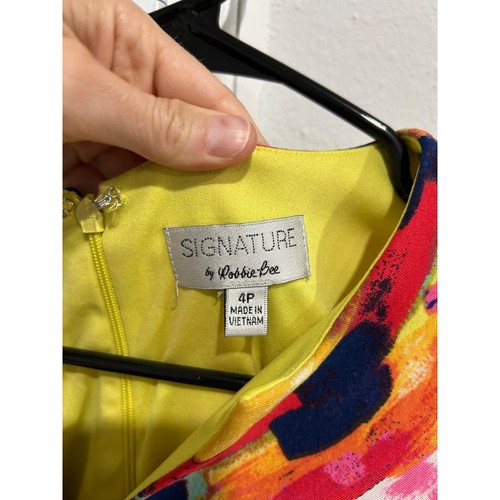 SIGNATURE
by Robbie Bee
4P
MADE IN
VIETNAM